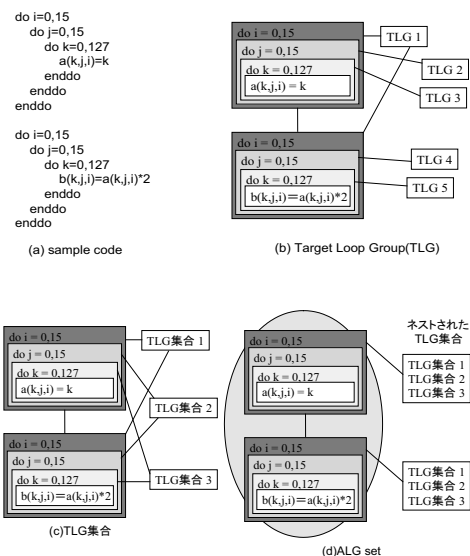 do i=0,15
do j=0,15
do k=0,127
a(k,j,i)=k
enddo
enddo
enddo
do i=0,15
do j=0,15
do k=0,127
b(k,j,i)=a(k,j,i)*2
enddo
enddo
enddo
(a) sample code
do i = 0,15
do j = 0,15
do k = 0,127
a(k,j,i) = k
do i = 0,15
do j = 0,15
do k = 0,127
b(k,j,i)=a(k,j,i)*2
TLG 1
TLG 2
TLG 3
TLG 4
TLG 5
(b) Target Loop Group(TLG)
do i = 0,15
do j = 0,15
do k = 0,127
a(k,j,i) = k
do i = 0,15
do j = 0,15
do k = 0,127
b(k,j,i)=a(k,j,i)*2
TLG集合 1
TLG集合 2
TLG集合 3
(c)TLG集合
do i = 0,15
do j = 0,15
do k = 0,127
a(k,j,i) = k
do i = 0,15
do j = 0,15
do k = 0,127
b(k,j,i)=a(k,j,i)*2
ネストされた
TLG集合
TLG集合 1
TLG集合 2
TLG集合 3
TLG集合 1
TLG集合 2
TLG集合 3
(d)ALG set